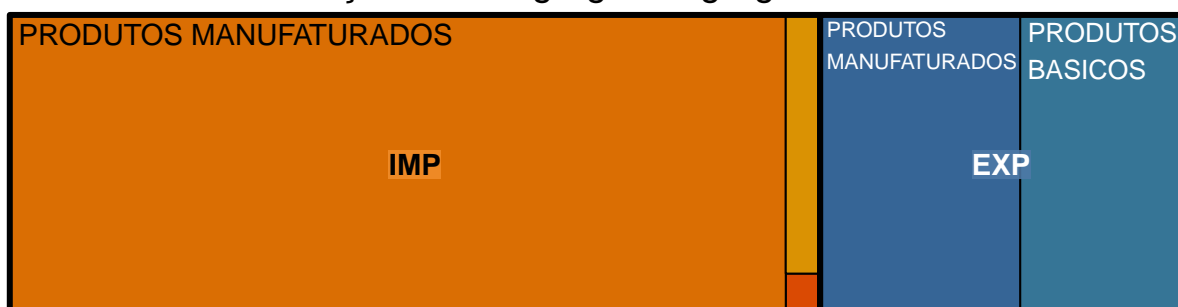 PRODUTOS MANUFATURADOS
IMP
PRODUTOS
MANUFATURADOS
EXP
PRODUTOS
BASICOS